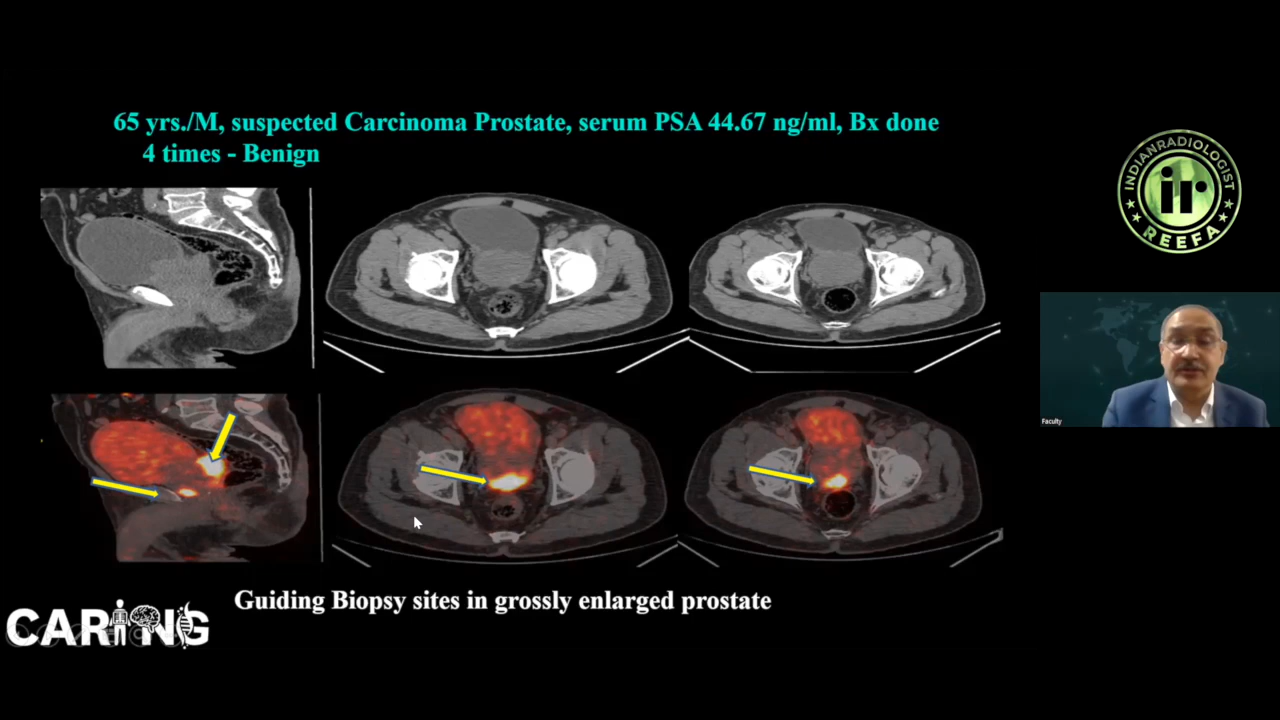 65 yrs./M, suspected Carcinoma Prostate, serum PSA 44.67 ng/ml, Bx done
4 times - Benign
INDIANRADIOLOGIST
ir
REEFA
Faculty
Guiding Biopsy sites in grossly enlarged prostate
CARING